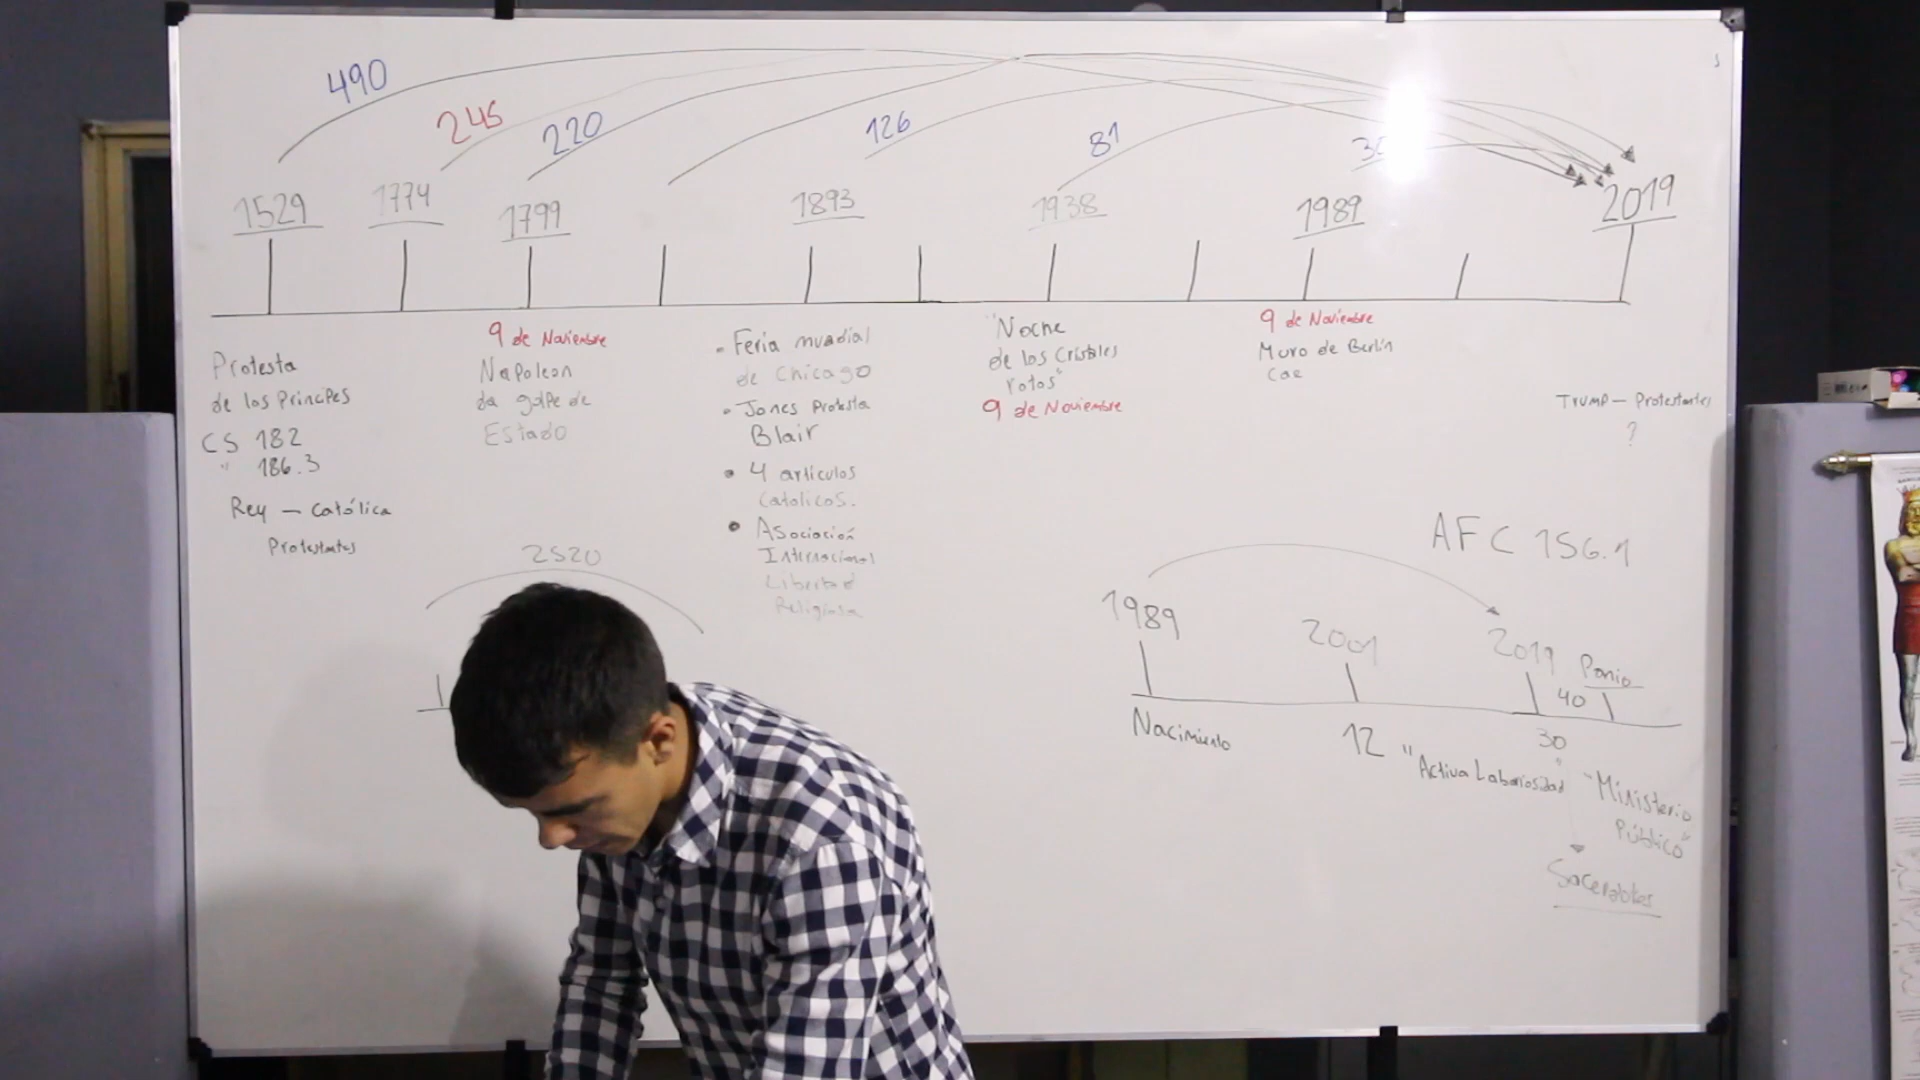 490
245
220
126
81
1529
1774
1799
1893
1938
1989
2019
Protesta
de los Principes
CS 182
" 186.3
Rey — Católica
Protestantes
9 de Noviembre
Napoleon
da golpe de
Estado
- Feria mundial
de Chicago
• Jones Protesta
Blair
• 4 articulos
Catolicos.
• Asociación
Internacional
Libertad
Religiosa
"Noche
de los Cristales
rotos"
9 de Noviembre
9 de Noviembre
Muro de Berlín
Cae
Trump — Protestantes
?
2520
AFC 156.1
1989
2001
2019
Panio
40
Nacimiento
12
30
"Activa Laboriosidad"
"Ministerio
Público"
Sacerdotes